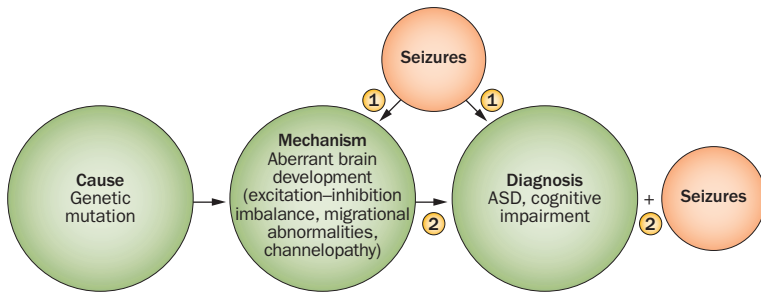 Seizures
1
1
Cause
Genetic
mutation
Mechanism
Aberrant brain
development
(excitation–inhibition
imbalance, migrational
abnormalities,
channelopathy)
2
Diagnosis
ASD, cognitive
impairment
+
2
Seizures